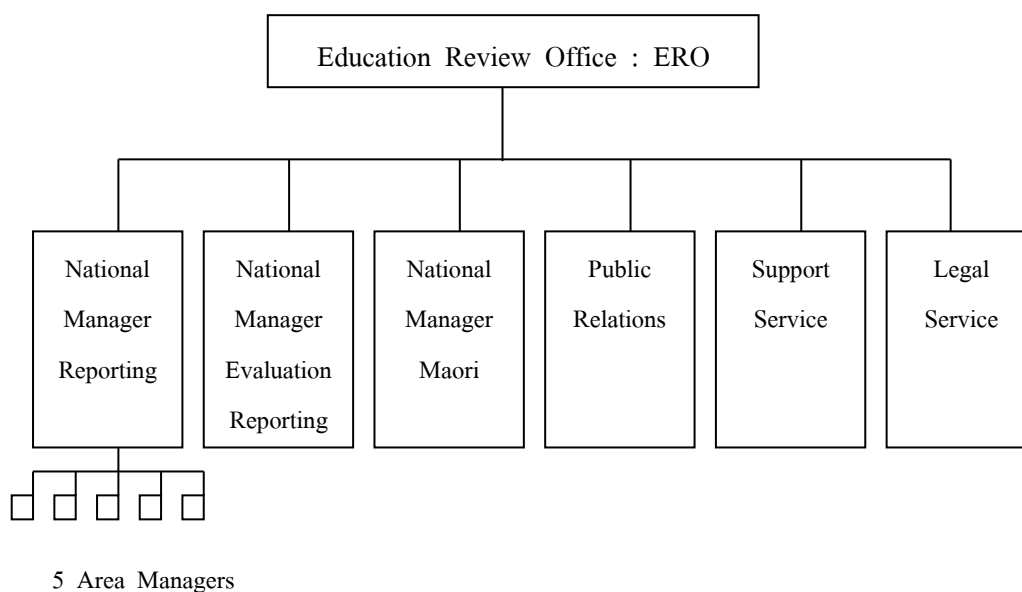 Education Review Office : ERO
National
Manager
Reporting
National
Manager
Evaluation
Reporting
National
Manager
Maori
Public
Relations
Support
Service
Legal
Service
5 Area Managers